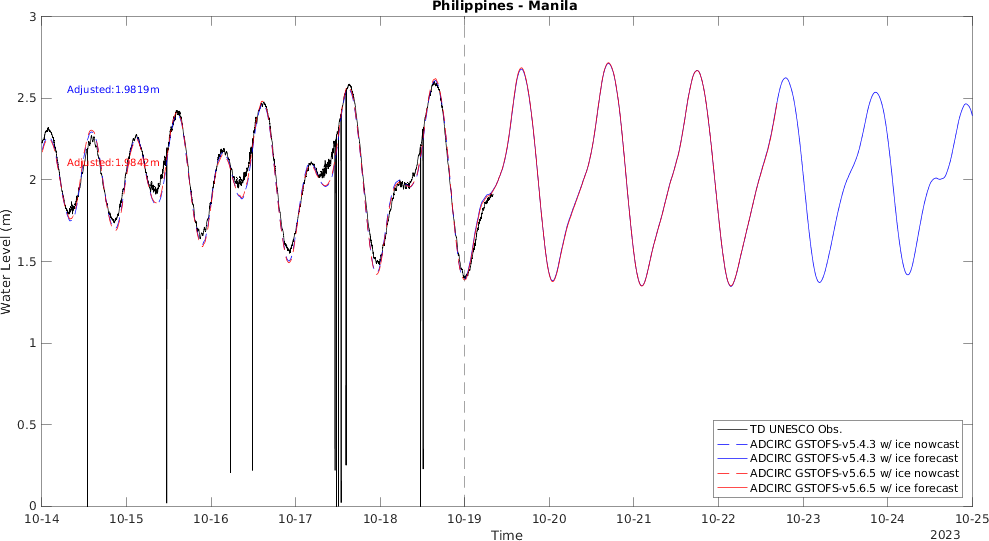 Philippines - Manila
3
2.5
2
1.5
1
0.5
0
Water Level (m)
Adjusted:1.9819m
Adjusted:1.9842m
TD UNESCO Obs.
ADCIRC GSTOFS-v5.4.3 w/ ice nowcast
ADCIRC GSTOFS-v5.4.3 w/ ice forecast
ADCIRC GSTOFS-v5.6.5 w/ ice nowcast
ADCIRC GSTOFS-v5.6.5 w/ ice forecast
10-14 10-15 10-16 10-17 10-18 10-19 10-20 10-21 10-22 10-23 10-24 10-25
Time
2023